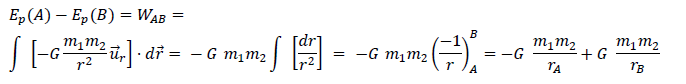 E_p(A) − E_p(B) = W_AB =
∫ [−G m₁m₂/r² u⃗_r] · dr⃗ = − G m₁m₂ ∫ [dr/r²] = −G m₁m₂ (−1/r)_A^B = −G m₁m₂/r_A + G m₁m₂/r_B